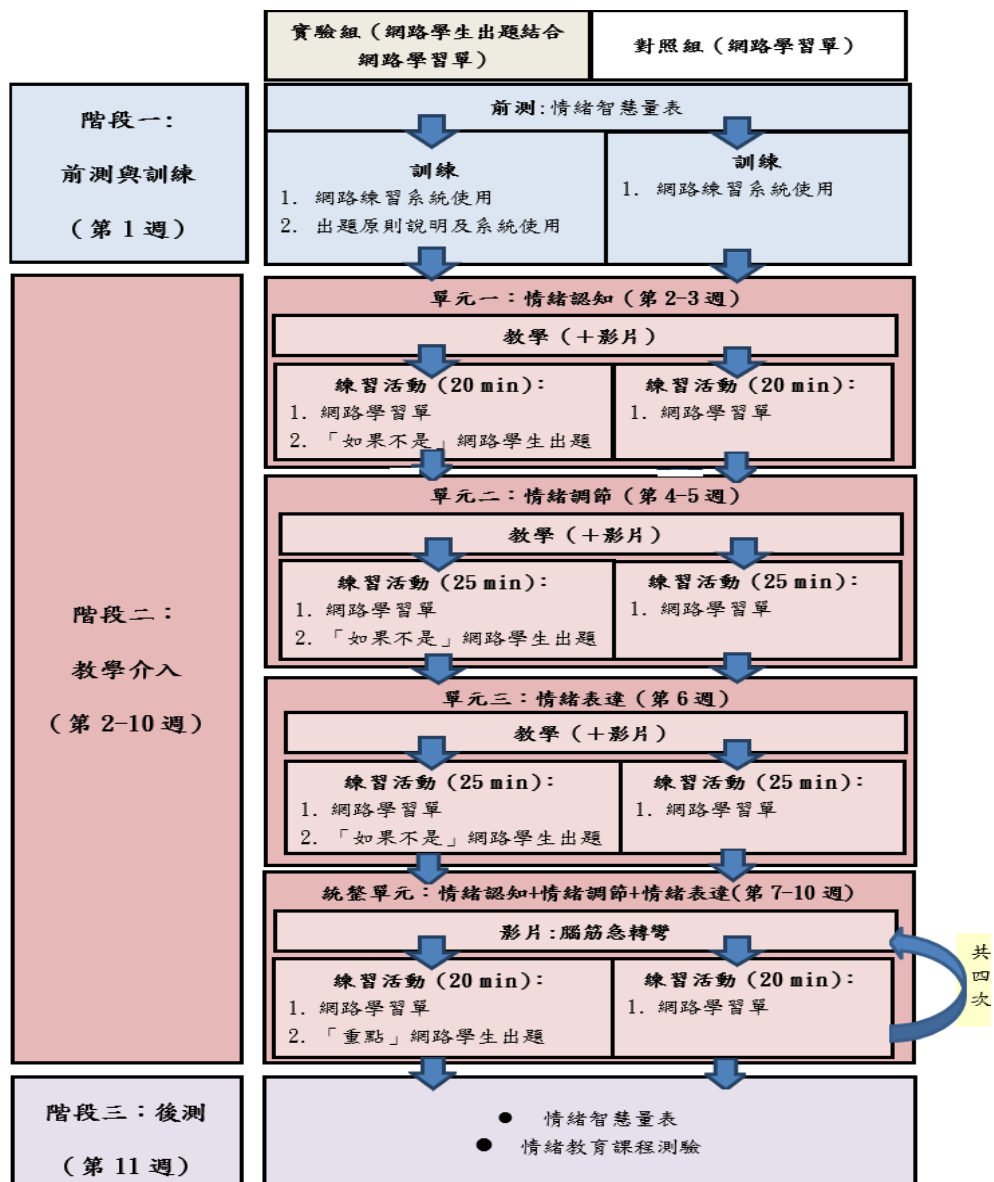 實驗組（網路學生出題結合
網路學習單）
對照組（網路學習單）
階段一:
前測與訓練
（第 1 週）
前測:情緒智慧量表
訓練
1. 網路練習系統使用
2. 出題原則說明及系統使用
訓練
1. 網路練習系統使用
階段二：
教學介入
（第 2-10 週）
單元一：情緒認知（第 2-3 週）
教學（＋影片）
練習活動（20 min）:
1. 網路學習單
2. 「如果不是」網路學生出題
練習活動（20 min）:
1. 網路學習單
單元二：情緒調節（第 4-5 週）
教學（＋影片）
練習活動（25 min）:
1. 網路學習單
2. 「如果不是」網路學生出題
練習活動（25 min）:
1. 網路學習單
單元三：情緒表達（第 6 週）
教學（＋影片）
練習活動（25 min）:
1. 網路學習單
2. 「如果不是」網路學生出題
練習活動（25 min）:
1. 網路學習單
統整單元：情緒認知+情緒調節+情緒表達(第 7-10 週)
影片:腦筋急轉彎
練習活動（20 min）:
1. 網路學習單
2. 「重點」網路學生出題
練習活動（20 min）:
1. 網路學習單
共
四
次
階段三：後測
（第 11 週）
● 情緒智慧量表
● 情緒教育課程測驗